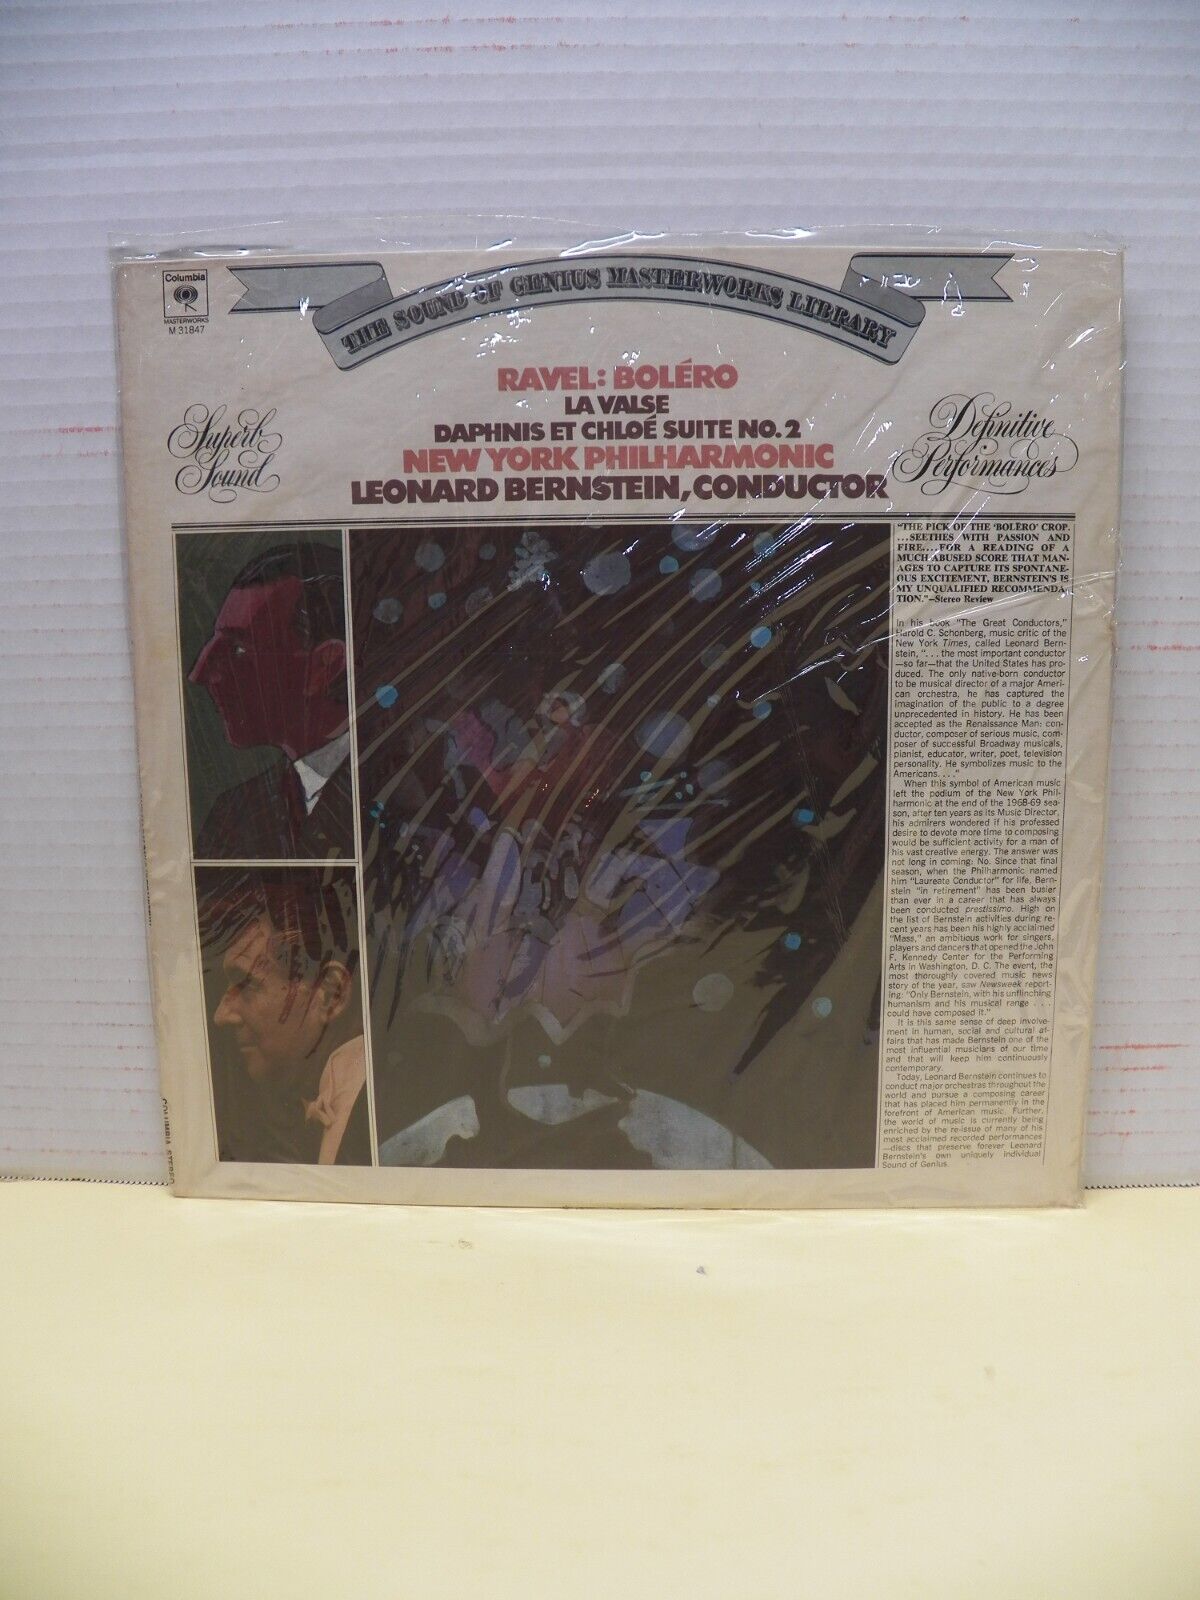 Columbia
MASTERWORKS
M 31847
THE SOUND OF GENIUS MASTERWORKS LIBRARY
Superb
Sound
RAVEL: BOLÉRO
LA VALSE
DAPHNIS ET CHLOÉ SUITE NO. 2
NEW YORK PHILHARMONIC
LEONARD BERNSTEIN, CONDUCTOR
Definitive
Performances
"THE PICK OF THE 'BOLÉRO' CROP.
...SEETHES WITH PASSION AND
FIRE....FOR A READING OF A
MUCH ABUSED SCORE THAT MAN-
AGES TO CAPTURE ITS SPONTANE-
OUS EXCITEMENT, BERNSTEIN'S IS
MY UNQUALIFIED RECOMMENDA-
TION."—Stereo Review
In his book "The Great Conductors,"
Harold C. Schonberg, music critic of the
New York Times, called Leonard Bern-
stein, "...the most important conductor
—so far—that the United States has pro-
duced. The only native-born conductor
to be musical director of a major Ameri-
can orchestra, he has captured the
imagination of the public to a degree
unprecedented in history. He has been
accepted as the Renaissance Man: con-
ductor, composer of serious music, com-
poser of successful Broadway musicals,
pianist, educator, writer, poet, television
personality. He symbolizes music to the
Americans. ..."
When this symbol of American music
left the podium of the New York Phil-
harmonic at the end of the 1968-69 sea-
son, after ten years as its Music Director,
his admirers wondered if his professed
desire to devote more time to composing
would be sufficient activity for a man of
his vast creative energy. The answer was
not long in coming: No. Since that final
season, when the Philharmonic named
him "Laureate Conductor" for life, Bern-
stein "in retirement" has been busier
than ever in a career that has always
been conducted prestissimo. High on
the list of Bernstein activities during re-
cent years has been his highly acclaimed
"Mass," an ambitious work for singers,
players and dancers that opened the John
F. Kennedy Center for the Performing
Arts in Washington, D. C. The event, the
most thoroughly covered music news
story of the year, saw Newsweek report-
ing: "Only Bernstein, with his unflinching
humanism and his musical range ...
could have composed it."
It is this same sense of deep involve-
ment in human, social and cultural af-
fairs that has made Bernstein one of the
most influential musicians of our time
and that will keep him continuously
contemporary.
Today, Leonard Bernstein continues to
conduct major orchestras throughout the
world and pursue a composing career
that has placed him permanently in the
forefront of American music. Further,
the world of music is currently being
enriched by the re-issue of many of his
most acclaimed recorded performances
—discs that preserve forever Leonard
Bernstein's own uniquely individual
Sound of Genius.
COLUMBIA STEREO